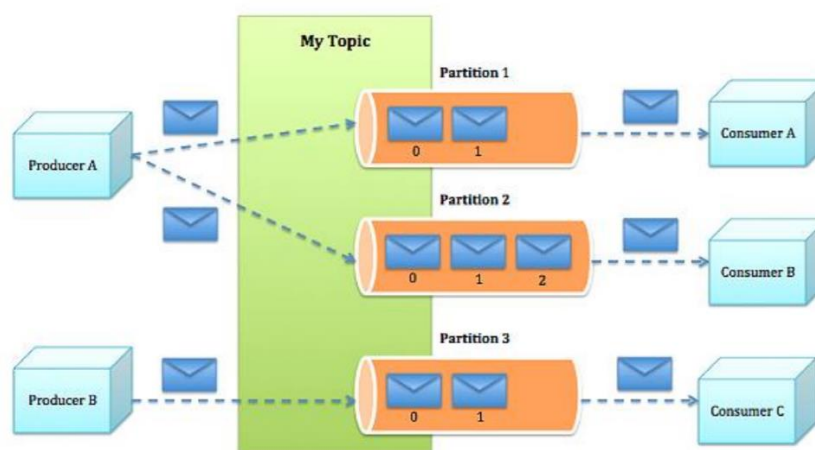 My Topic
Partition 1
0 1
Producer A
Consumer A
Partition 2
0 1 2
Consumer B
Partition 3
0 1
Producer B
Consumer C